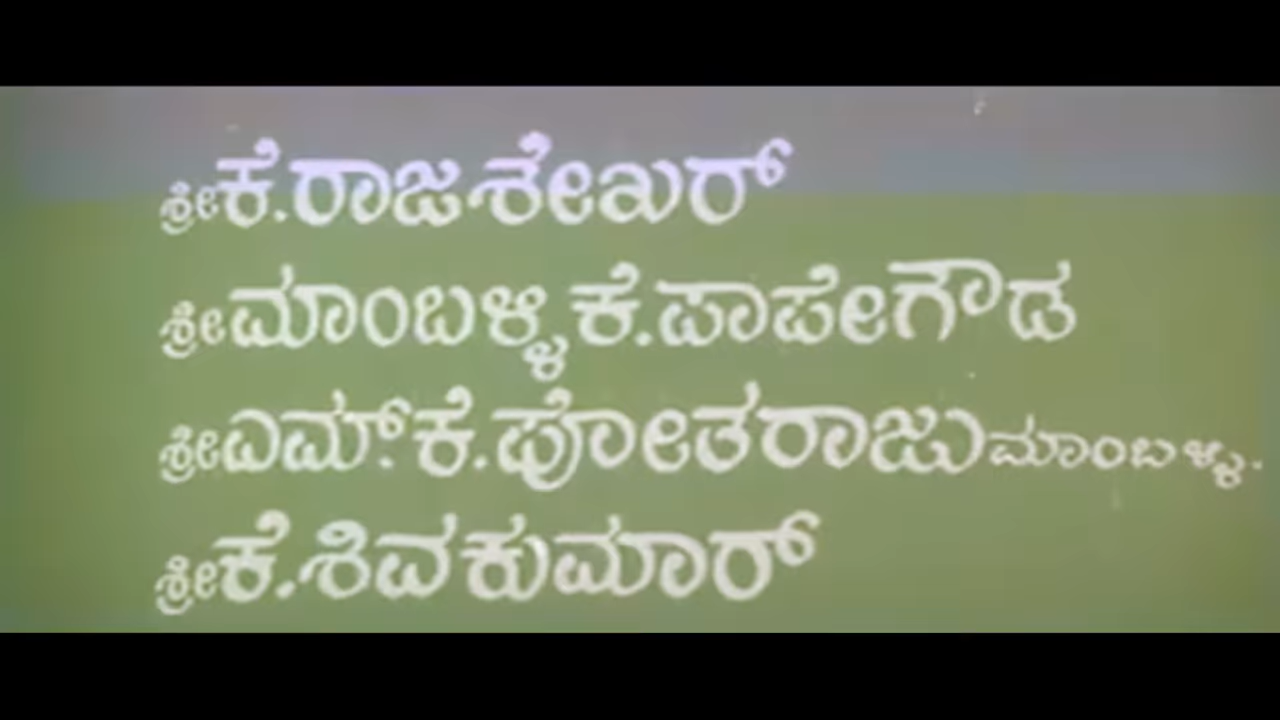 ಶ್ರೀ ಕೆ.ರಾಜಶೇಖರ್
ಶ್ರೀ ಮಾಂಬಳ್ಳಿ ಕೆ.ಪಾಪೇಗೌಡ
ಶ್ರೀ ಎಮ್.ಕೆ.ಪೋತರಾಜು ಮಾಂಬಳ್ಳಿ.
ಶ್ರೀ ಕೆ.ಶಿವಕುಮಾರ್